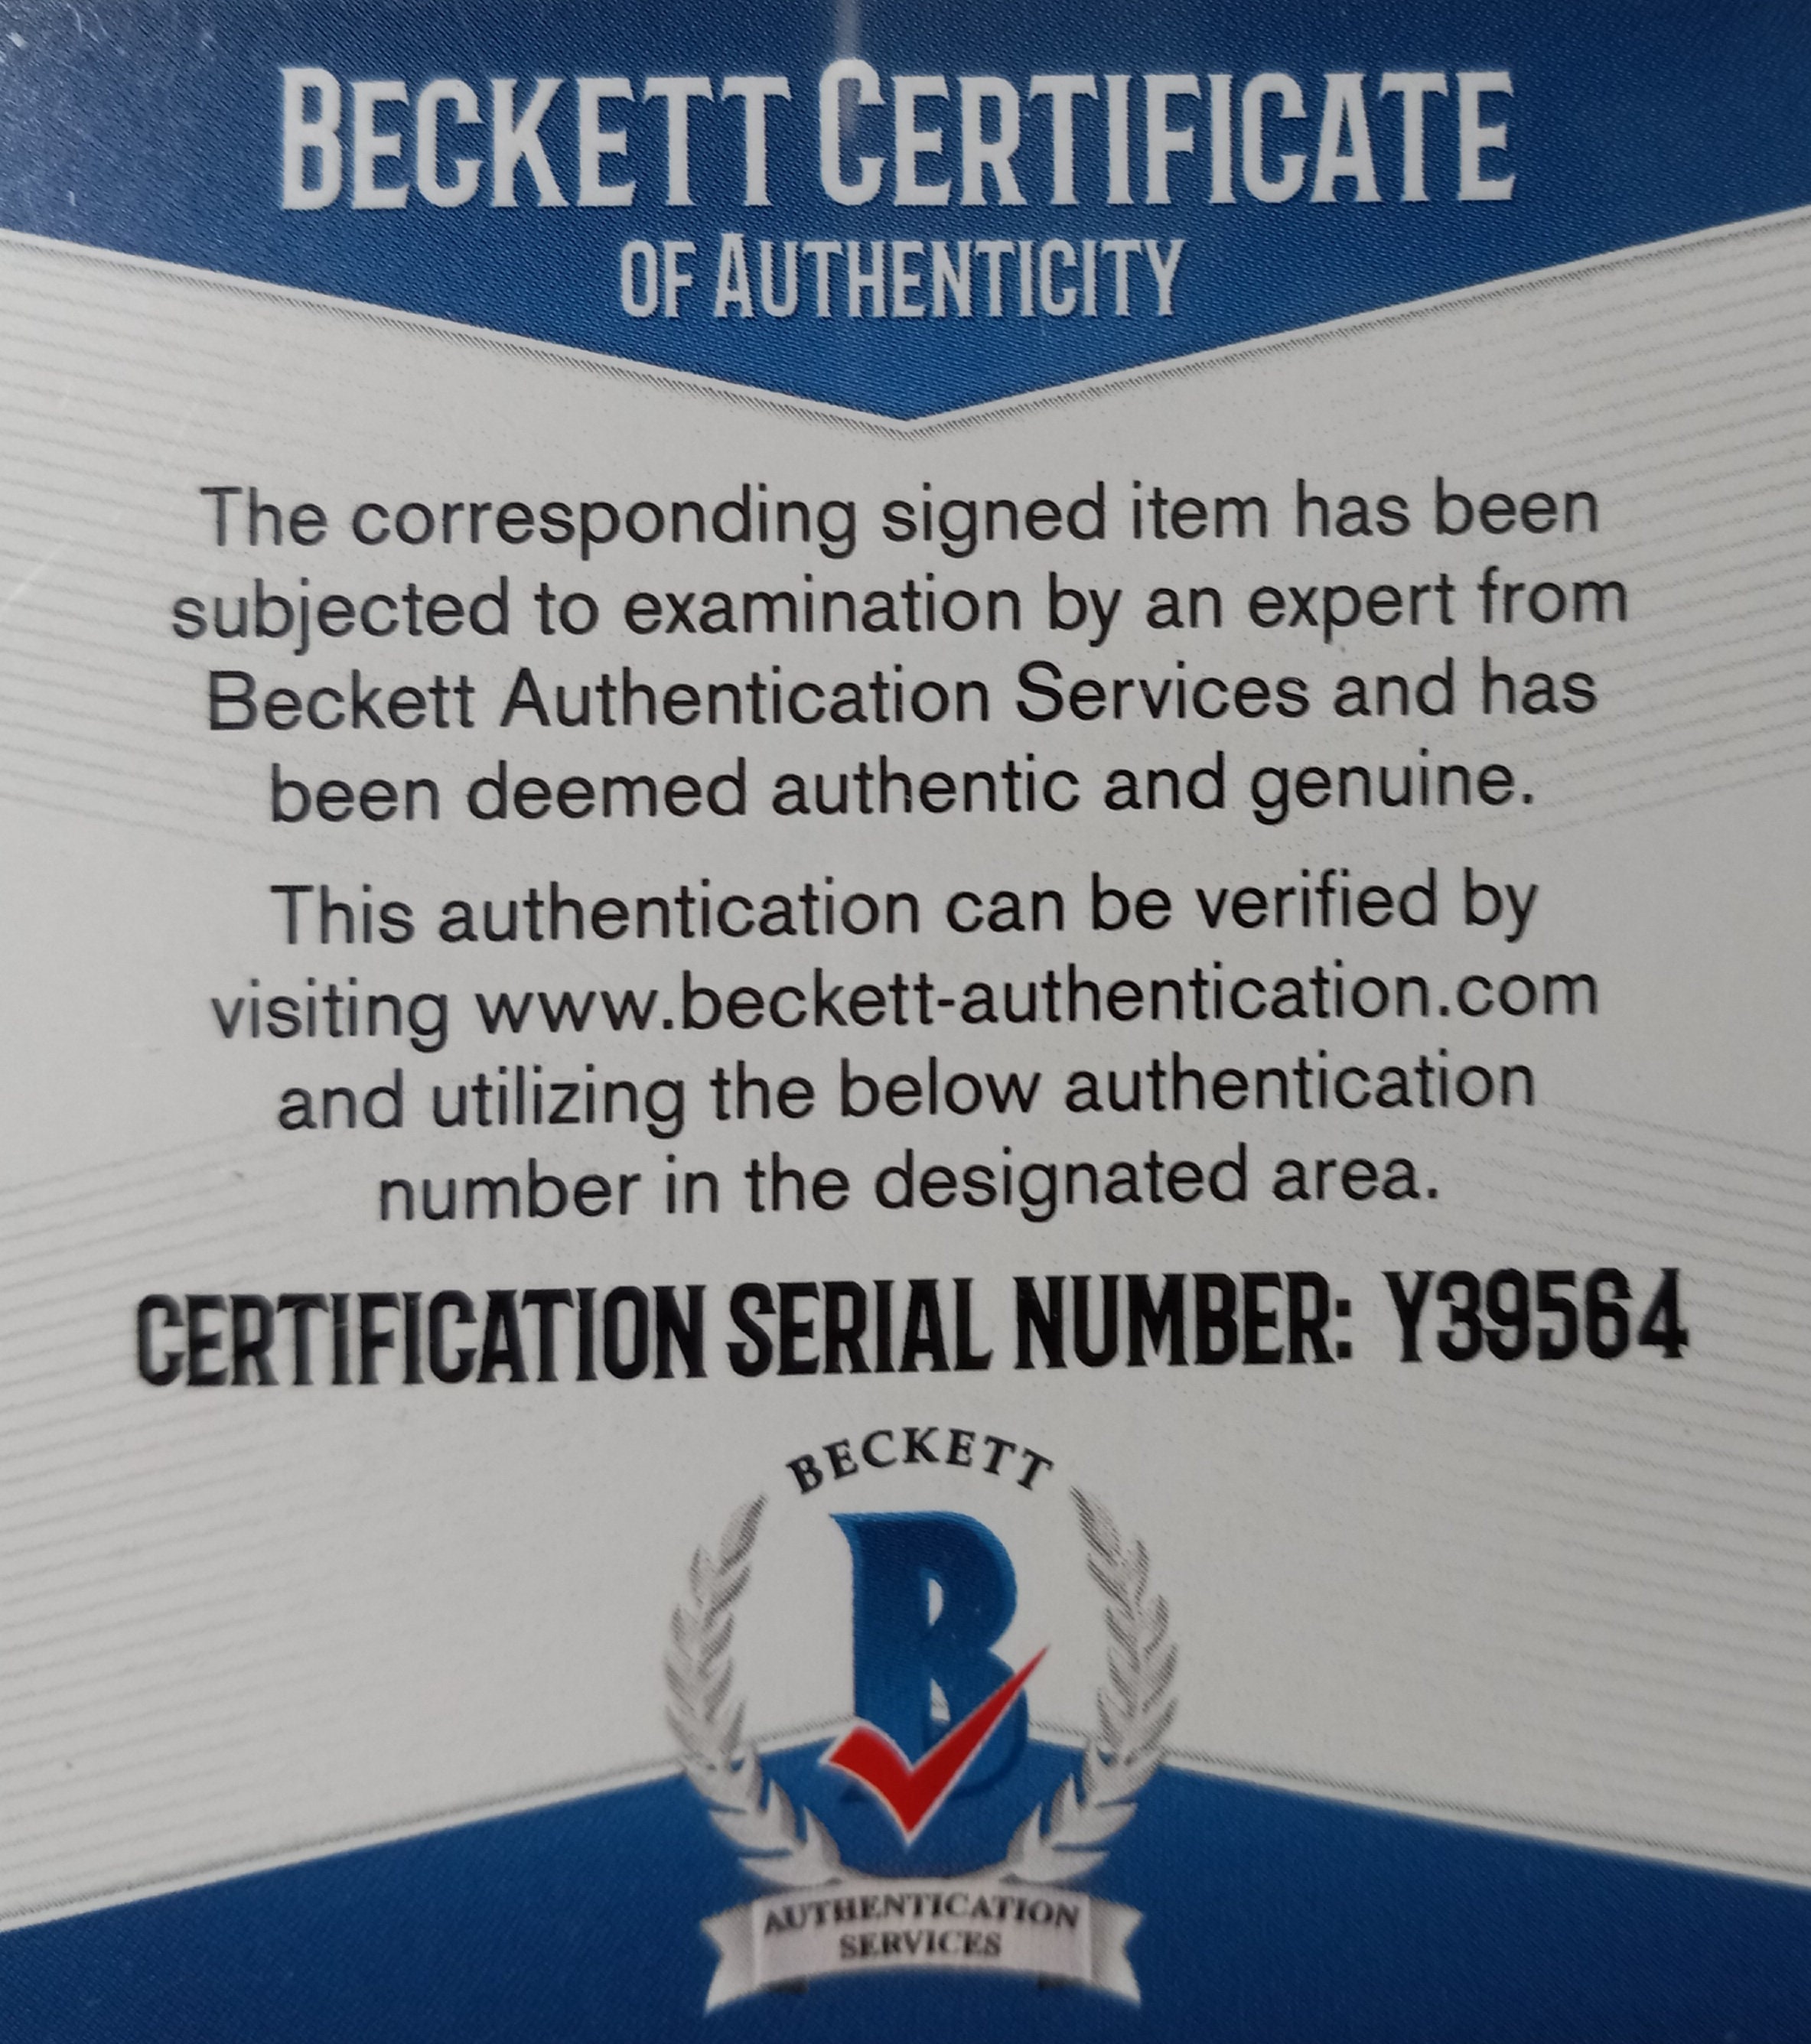 BECKETT CERTIFICATE
OF AUTHENTICITY
The corresponding signed item has been
subjected to examination by an expert from
Beckett Authentication Services and has
been deemed authentic and genuine.
This authentication can be verified by
visiting www.beckett-authentication.com
and utilizing the below authentication
number in the designated area.
CERTIFICATION SERIAL NUMBER: Y39564
BECKETT
B
AUTHENTICATION
SERVICES